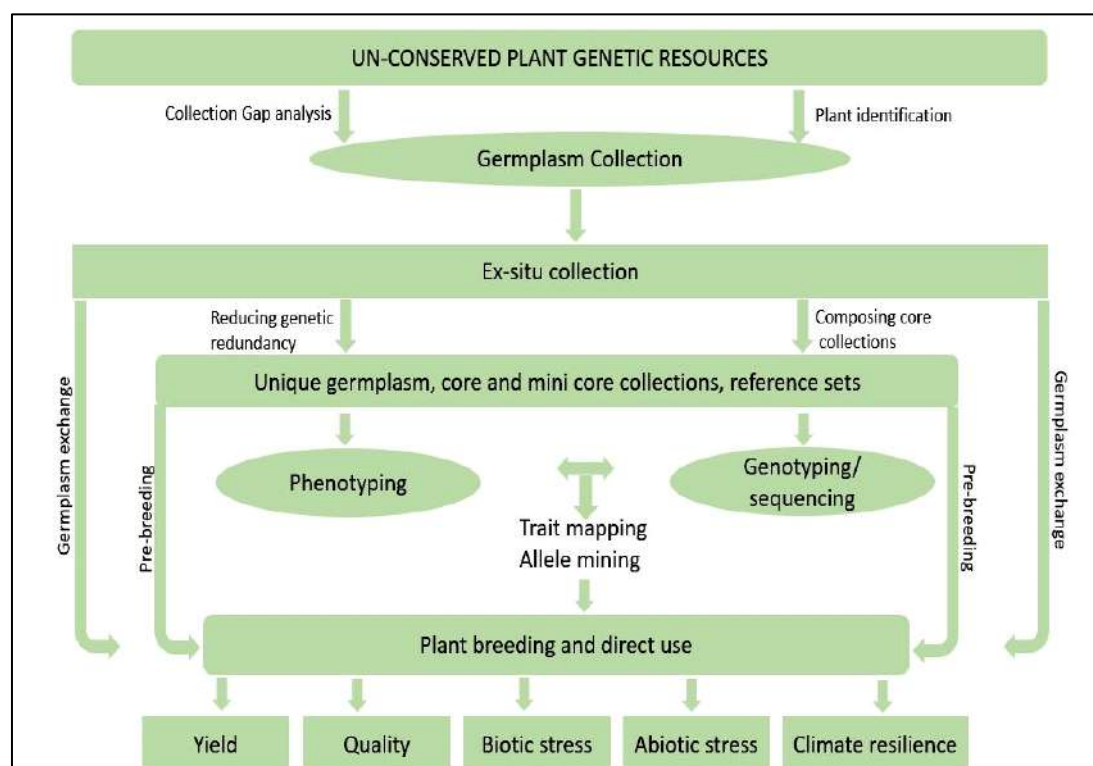 UN-CONSERVED PLANT GENETIC RESOURCES
Collection Gap analysis
Plant identification
Germplasm Collection
Ex-situ collection
Reducing genetic
redundancy
Composing core
collections
Unique germplasm, core and mini core collections, reference sets
Germplasm exchange
Pre-breeding
Phenotyping
Genotyping/
sequencing
Pre-breeding
Germplasm exchange
Trait mapping
Allele mining
Plant breeding and direct use
Yield
Quality
Biotic stress
Abiotic stress
Climate resilience